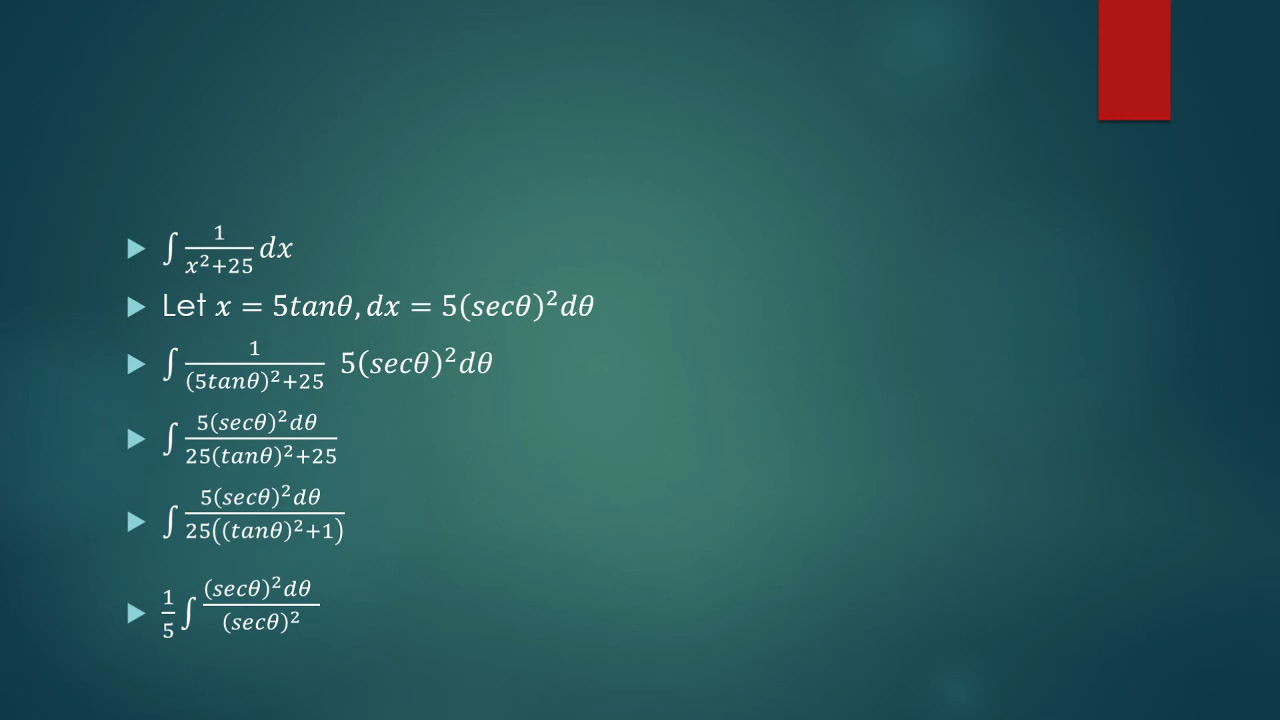 ∫ 1/(x²+25) dx
Let x = 5tanθ, dx = 5(secθ)²dθ
∫ 1/((5tanθ)²+25) 5(secθ)²dθ
∫ 5(secθ)²dθ/(25(tanθ)²+25)
∫ 5(secθ)²dθ/(25((tanθ)²+1))
1/5 ∫ (secθ)²dθ/(secθ)²